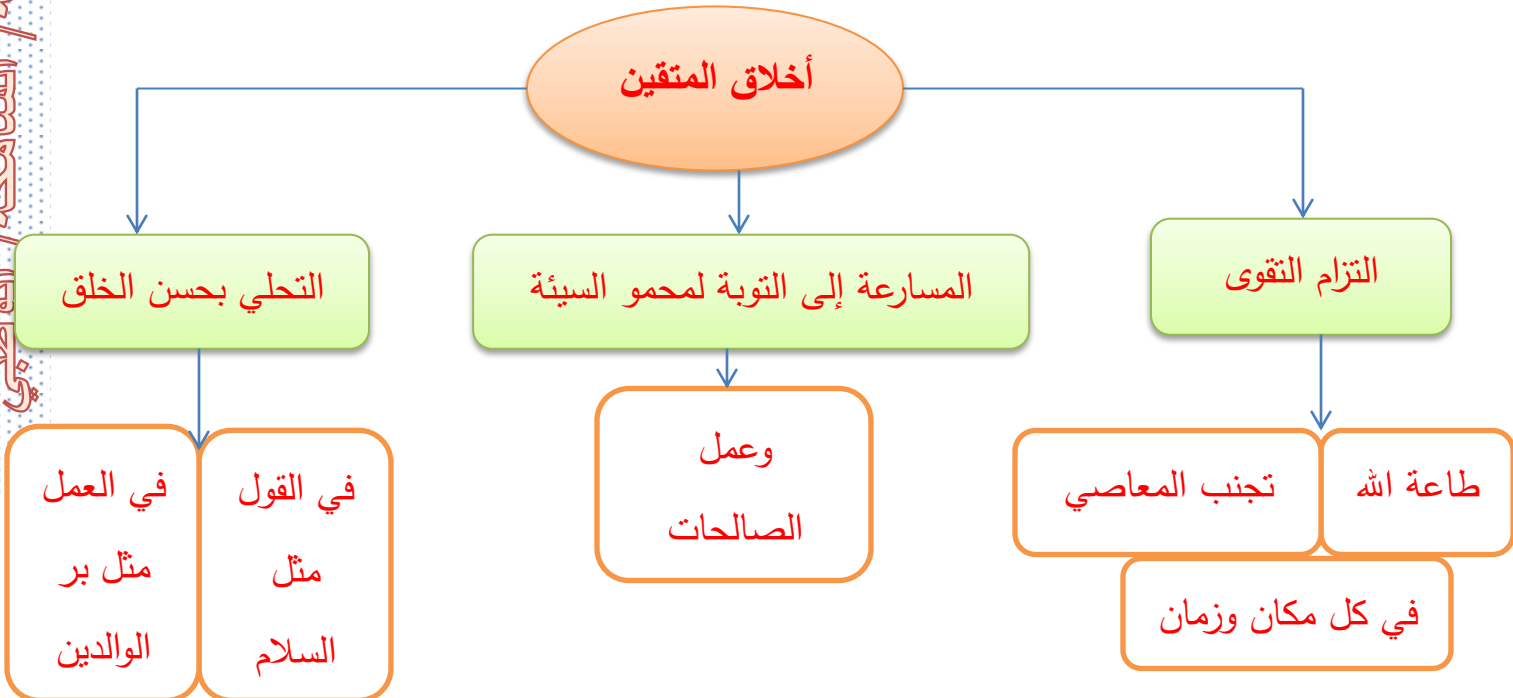 أخلاق المتقين
التزام التقوى
المسارعة إلى التوبة لمحمو السيئة
التحلي بحسن الخلق
طاعة الله
تجنب المعاصي
في كل مكان وزمان
وعمل
الصالحات
في القول
مثل
السلام
في العمل
مثل بر
الوالدين